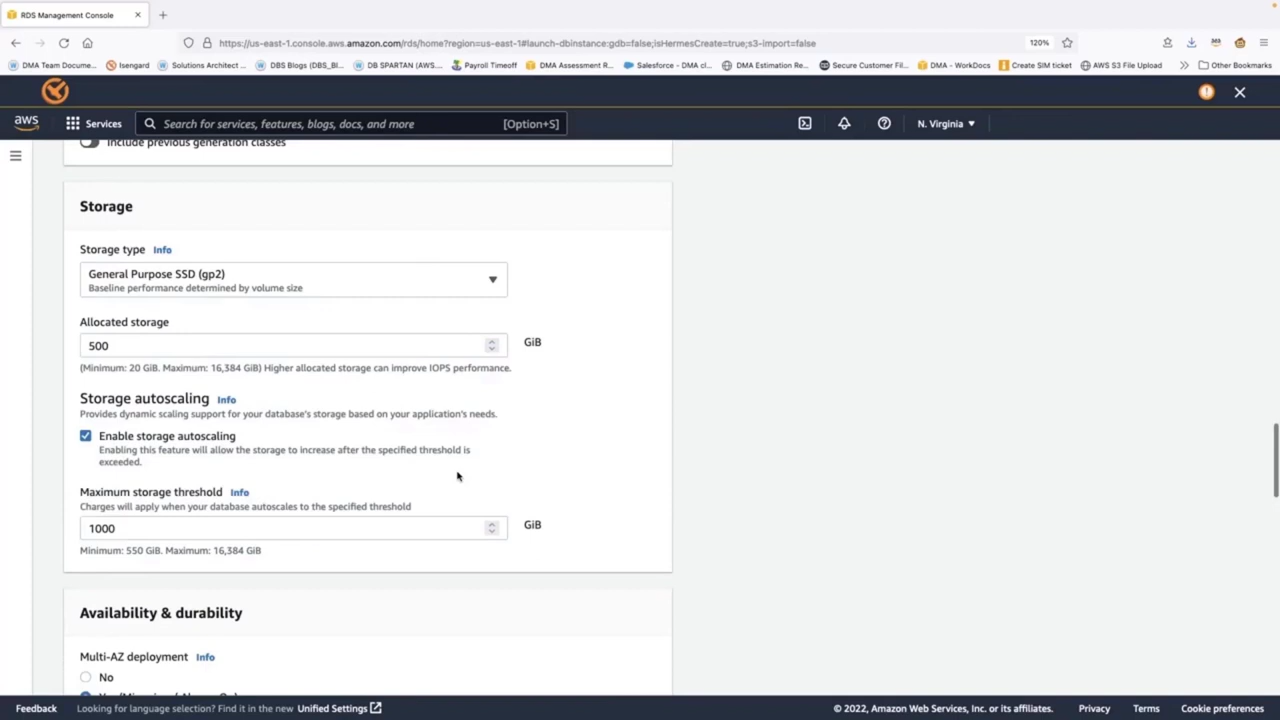 RDS Management Console
https://us-east-1.console.aws.amazon.com/rds/home?region=us-east-1#launch-dbinstance:gdb=false;isHermesCreate=true;s3-import=false
120%
DMA Team Docume...
Isengard
Solutions Architect ...
DBS Blogs (DBS_Bl...
DB SPARTAN (AWS....
Payroll Timeoff
DMA Assessment R...
Salesforce - DMA cl...
DMA Estimation Re...
Secure Customer Fil...
DMA - WorkDocs
Create SIM ticket
AWS S3 File Upload
Other Bookmarks
aws
Services
Search for services, features, blogs, docs, and more
[Option+S]
N. Virginia
Include previous generation classes
Storage
Storage type Info
General Purpose SSD (gp2)
Baseline performance determined by volume size
Allocated storage
500
GiB
(Minimum: 20 GiB. Maximum: 16,384 GiB) Higher allocated storage can improve IOPS performance.
Storage autoscaling Info
Provides dynamic scaling support for your database's storage based on your application's needs.
Enable storage autoscaling
Enabling this feature will allow the storage to increase after the specified threshold is
exceeded.
Maximum storage threshold Info
Charges will apply when your database autoscales to the specified threshold
1000
GiB
Minimum: 550 GiB. Maximum: 16,384 GiB
Availability & durability
Multi-AZ deployment Info
No
Feedback
Looking for language selection? Find it in the new Unified Settings
© 2022, Amazon Web Services, Inc. or its affiliates.
Privacy
Terms
Cookie preferences